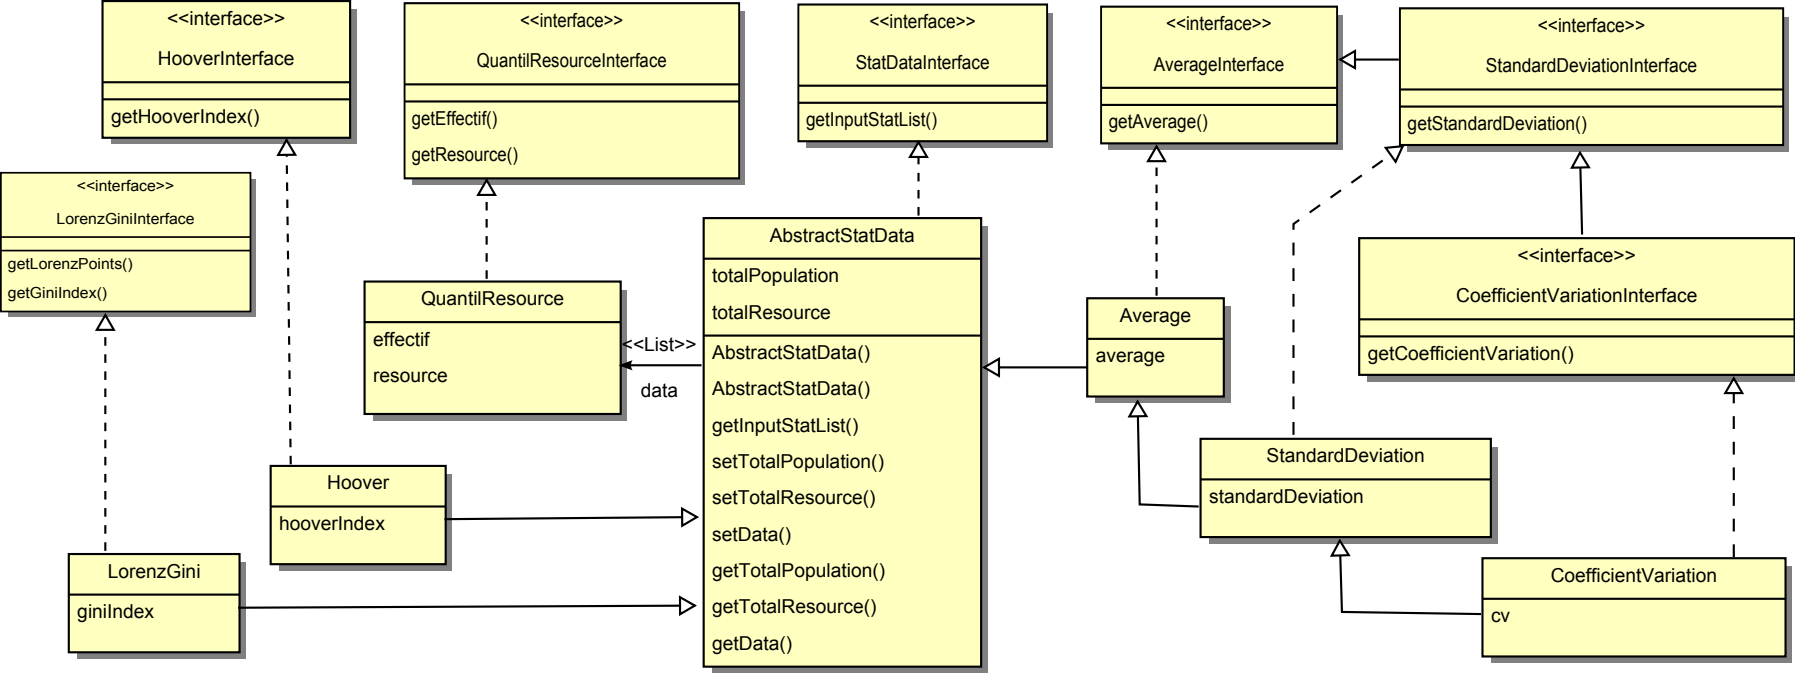 <<interface>>
HooverInterface
getHooverIndex()
<<interface>>
QuantilResourceInterface
getEffectif()
getResource()
<<interface>>
StatDataInterface
getInputStatList()
<<interface>>
AverageInterface
getAverage()
<<interface>>
StandardDeviationInterface
getStandardDeviation()
<<interface>>
LorenzGiniInterface
getLorenzPoints()
getGiniIndex()
<<interface>>
CoefficientVariationInterface
getCoefficientVariation()
QuantilResource
effectif
resource
<<List>>
data
AbstractStatData
totalPopulation
totalResource
AbstractStatData()
AbstractStatData()
getInputStatList()
setTotalPopulation()
setTotalResource()
setData()
getTotalPopulation()
getTotalResource()
getData()
Average
average
Hoover
hooverIndex
LorenzGini
giniIndex
StandardDeviation
standardDeviation
CoefficientVariation
cv